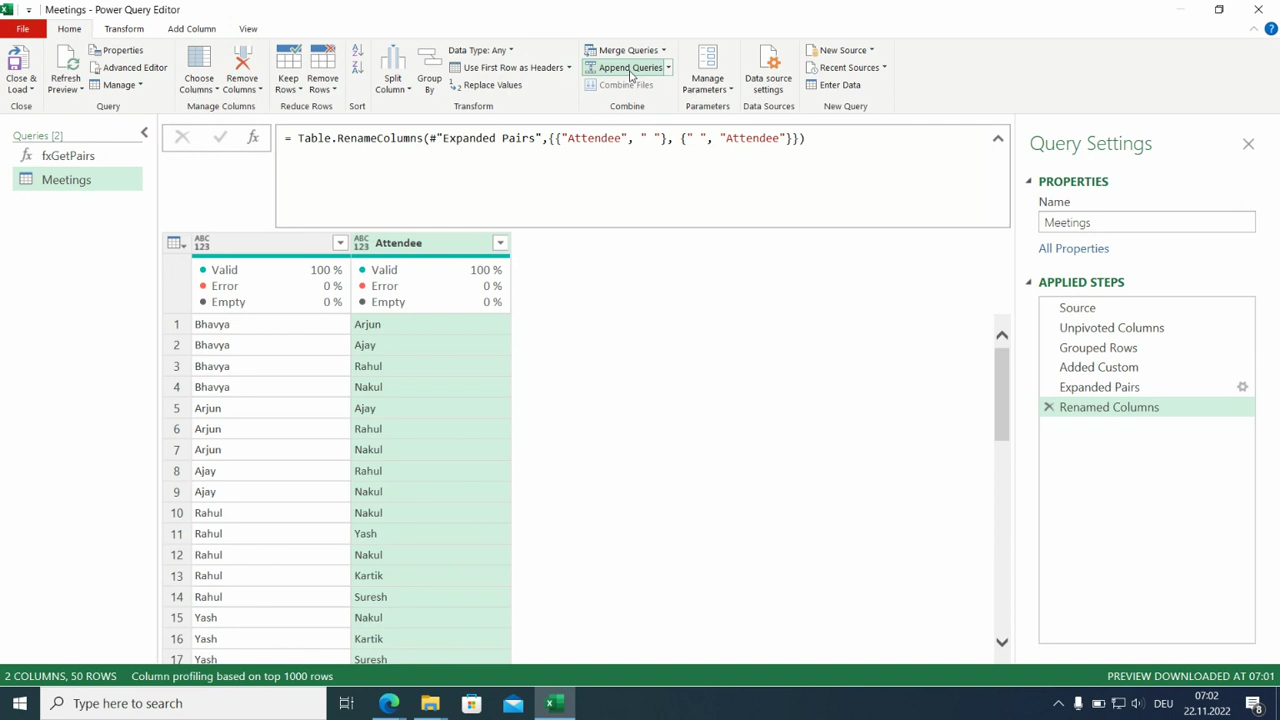 Meetings - Power Query Editor
File
Home
Transform
Add Column
View
Close &
Load
Close
Refresh
Preview
Properties
Advanced Editor
Manage
Query
Choose
Columns
Remove
Columns
Manage Columns
Keep
Rows
Remove
Rows
Reduce Rows
Sort
Split
Column
Group
By
Data Type: Any
Use First Row as Headers
Replace Values
Transform
Merge Queries
Append Queries
Combine Files
Combine
Manage
Parameters
Parameters
Data source
settings
Data Sources
New Source
Recent Sources
Enter Data
New Query
Queries [2]
fxGetPairs
Meetings
= Table.RenameColumns(#"Expanded Pairs",{{"Attendee", " "}, {" ", "Attendee"}})
ABC
123
ABC
123
Attendee
Valid 100 %
Error 0 %
Empty 0 %
Valid 100 %
Error 0 %
Empty 0 %
1 Bhavya Arjun
2 Bhavya Ajay
3 Bhavya Rahul
4 Bhavya Nakul
5 Arjun Ajay
6 Arjun Rahul
7 Arjun Nakul
8 Ajay Rahul
9 Ajay Nakul
10 Rahul Nakul
11 Rahul Yash
12 Rahul Nakul
13 Rahul Kartik
14 Rahul Suresh
15 Yash Nakul
16 Yash Kartik
17 Yash Suresh
Query Settings
PROPERTIES
Name
Meetings
All Properties
APPLIED STEPS
Source
Unpivoted Columns
Grouped Rows
Added Custom
Expanded Pairs
Renamed Columns
2 COLUMNS, 50 ROWS
Column profiling based on top 1000 rows
PREVIEW DOWNLOADED AT 07:01
Type here to search
DEU
07:02
22.11.2022
8